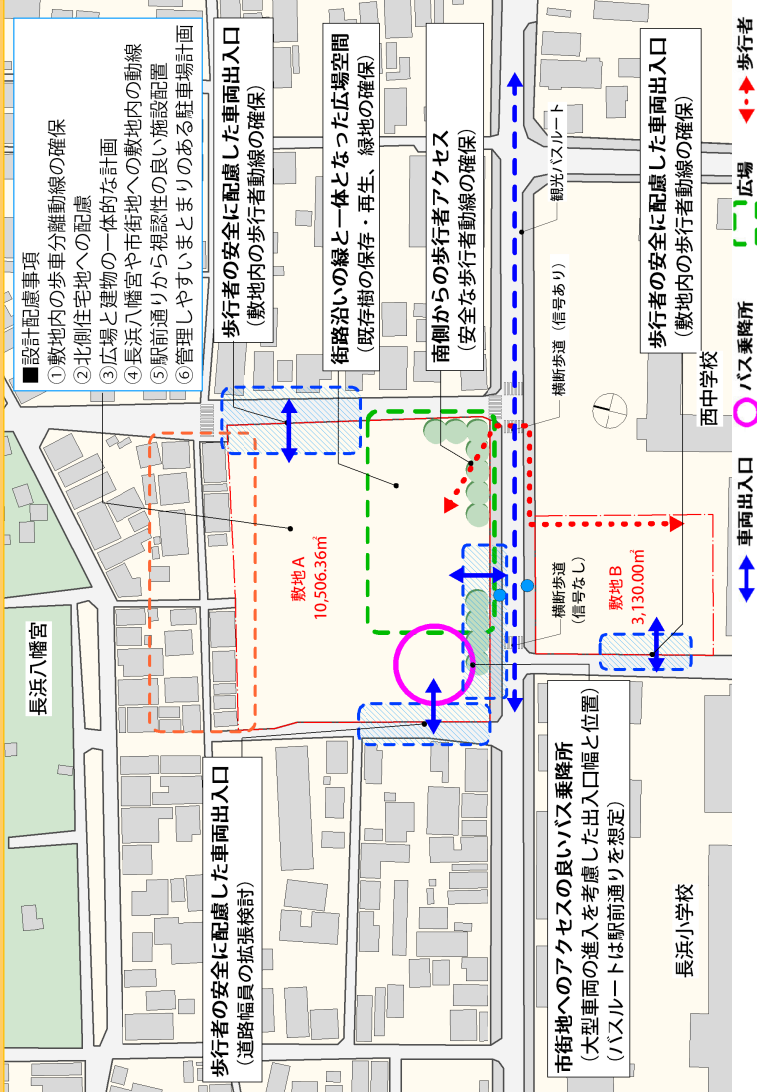 ■設計配慮事項
①敷地内の歩車分離動線の確保
②北側住宅地への配慮
③広場と建物の一体的な計画
④長浜八幡宮や市街地への敷地内の動線
⑤駅前通りから視認性の良い施設配置
⑥管理しやすいまとまりのある駐車場計画
歩行者の安全に配慮した車両出入口
（敷地内の歩行者動線の確保）
街路沿いの緑と一体となった広場空間
（既存樹の保存・再生、緑地の確保）
南側からの歩行者アクセス
（安全な歩行者動線の確保）
観光バスルート
歩行者の安全に配慮した車両出入口
（敷地内の歩行者動線の確保）
横断歩道（信号あり）
西中学校
長浜八幡宮
敷地A
10,506.36㎡
横断歩道
（信号なし）
敷地B
3,130.00㎡
歩行者の安全に配慮した車両出入口
（道路幅員の拡張検討）
市街地へのアクセスの良いバス乗降所
（大型車両の進入を考慮した出入口幅と位置）
（バスルートは駅前通りを想定）
長浜小学校
車両出入口
バス乗降所
広場
歩行者